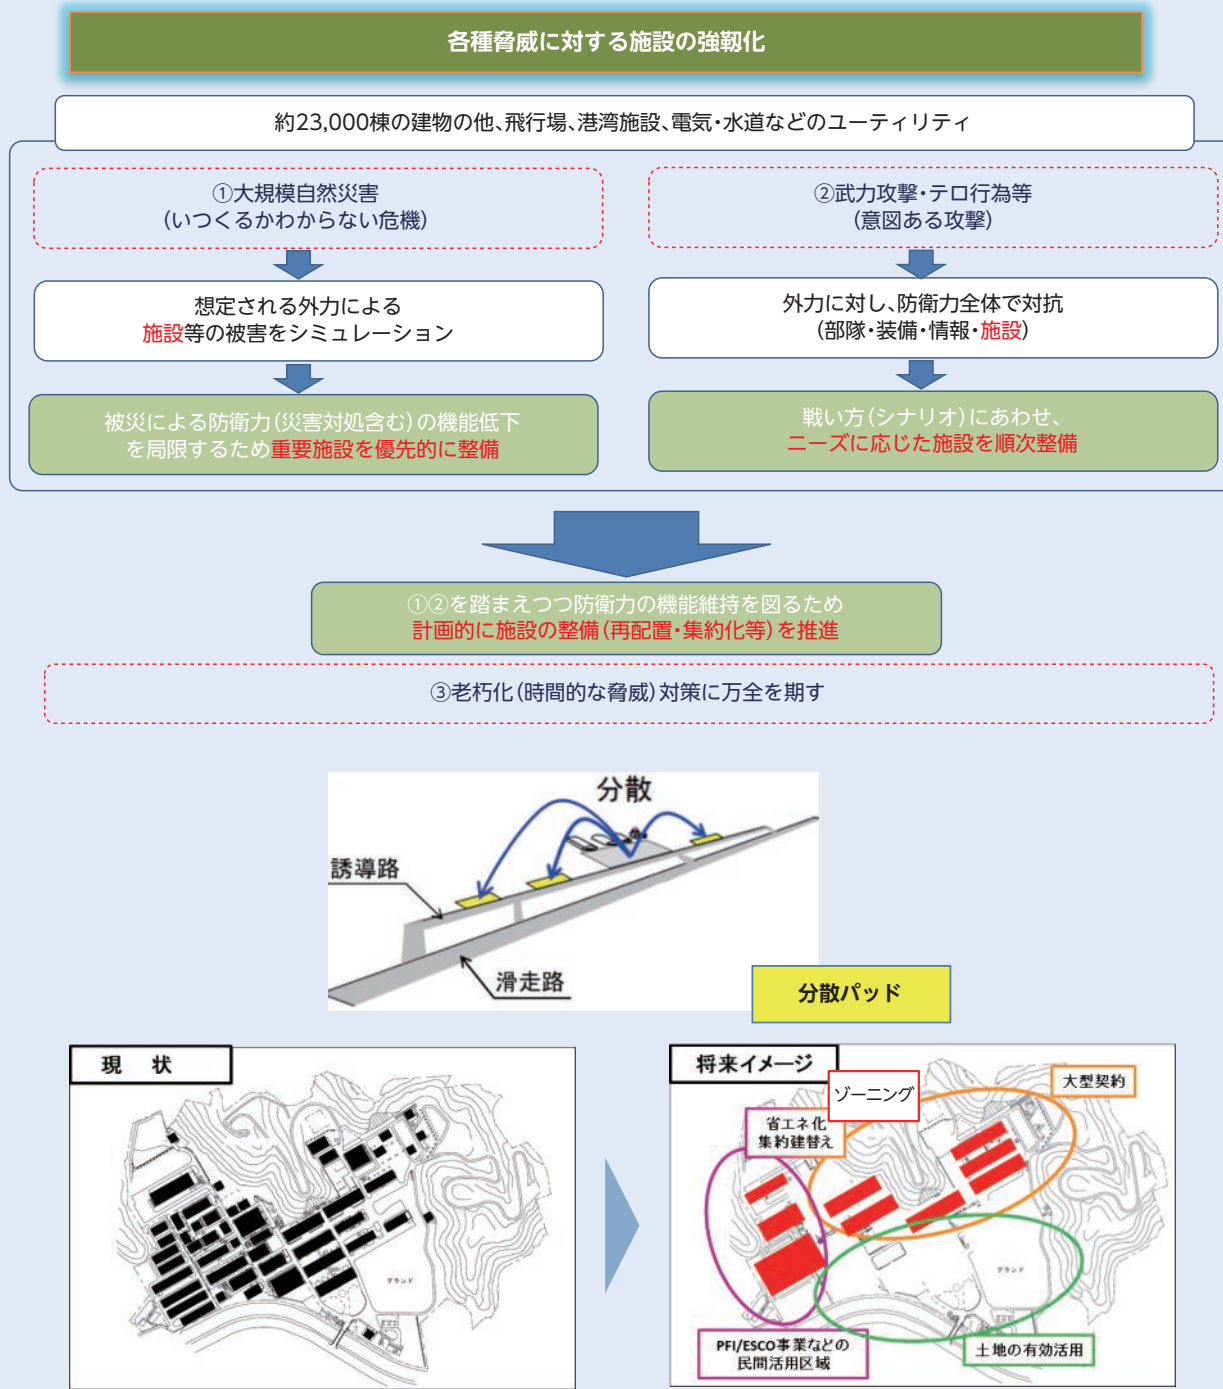 各種脅威に対する施設の強靱化
約23,000棟の建物の他、飛行場、港湾施設、電気・水道などのユーティリティ
①大規模自然災害
(いつくるかわからない危機)
想定される外力による
施設等の被害をシミュレーション
被災による防衛力(災害対処含む)の機能低下
を局限するため重要施設を優先的に整備
②武力攻撃・テロ行為等
(意図ある攻撃)
外力に対し、防衛力全体で対抗
(部隊・装備・情報・施設)
戦い方(シナリオ)にあわせ、
ニーズに応じた施設を順次整備
①②を踏まえつつ防衛力の機能維持を図るため
計画的に施設の整備(再配置・集約化等)を推進
③老朽化(時間的な脅威)対策に万全を期す
分散
誘導路
滑走路
分散パッド
現 状
グランド
将来イメージ
ゾーニング
大型契約
省エネ化
集約建替え
グランド
PFI/ESCO事業などの
民間活用区域
土地の有効活用